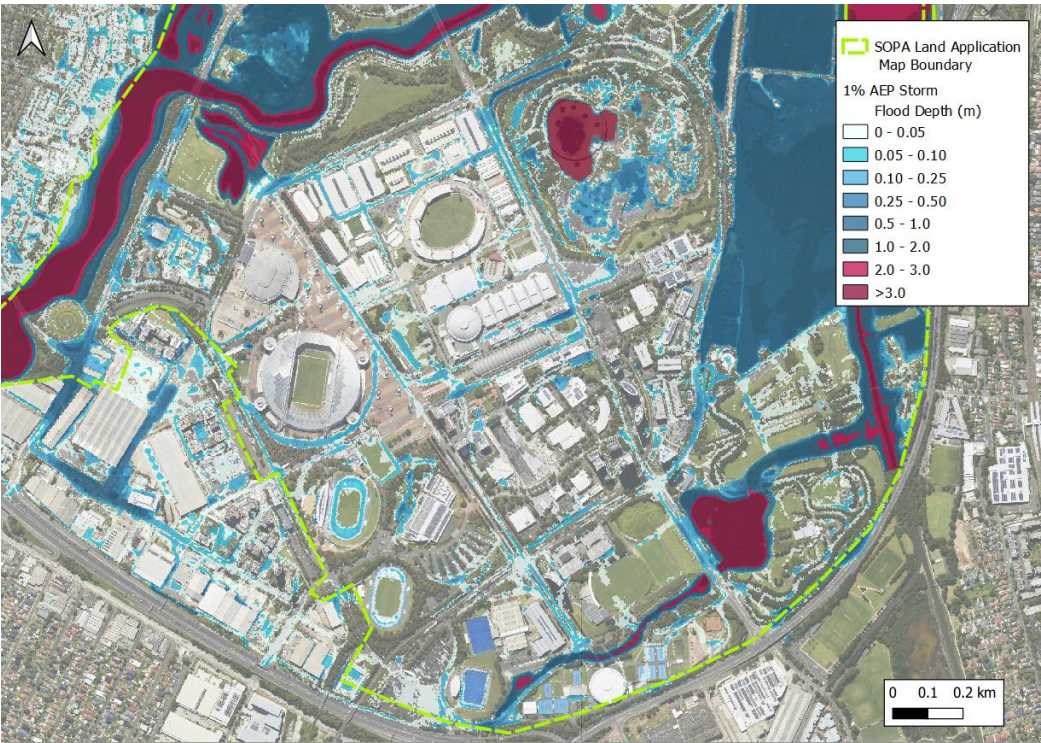 SOPA Land Application
Map Boundary
1% AEP Storm
Flood Depth (m)
0 - 0.05
0.05 - 0.10
0.10 - 0.25
0.25 - 0.50
0.5 - 1.0
1.0 - 2.0
2.0 - 3.0
>3.0
0 0.1 0.2 km